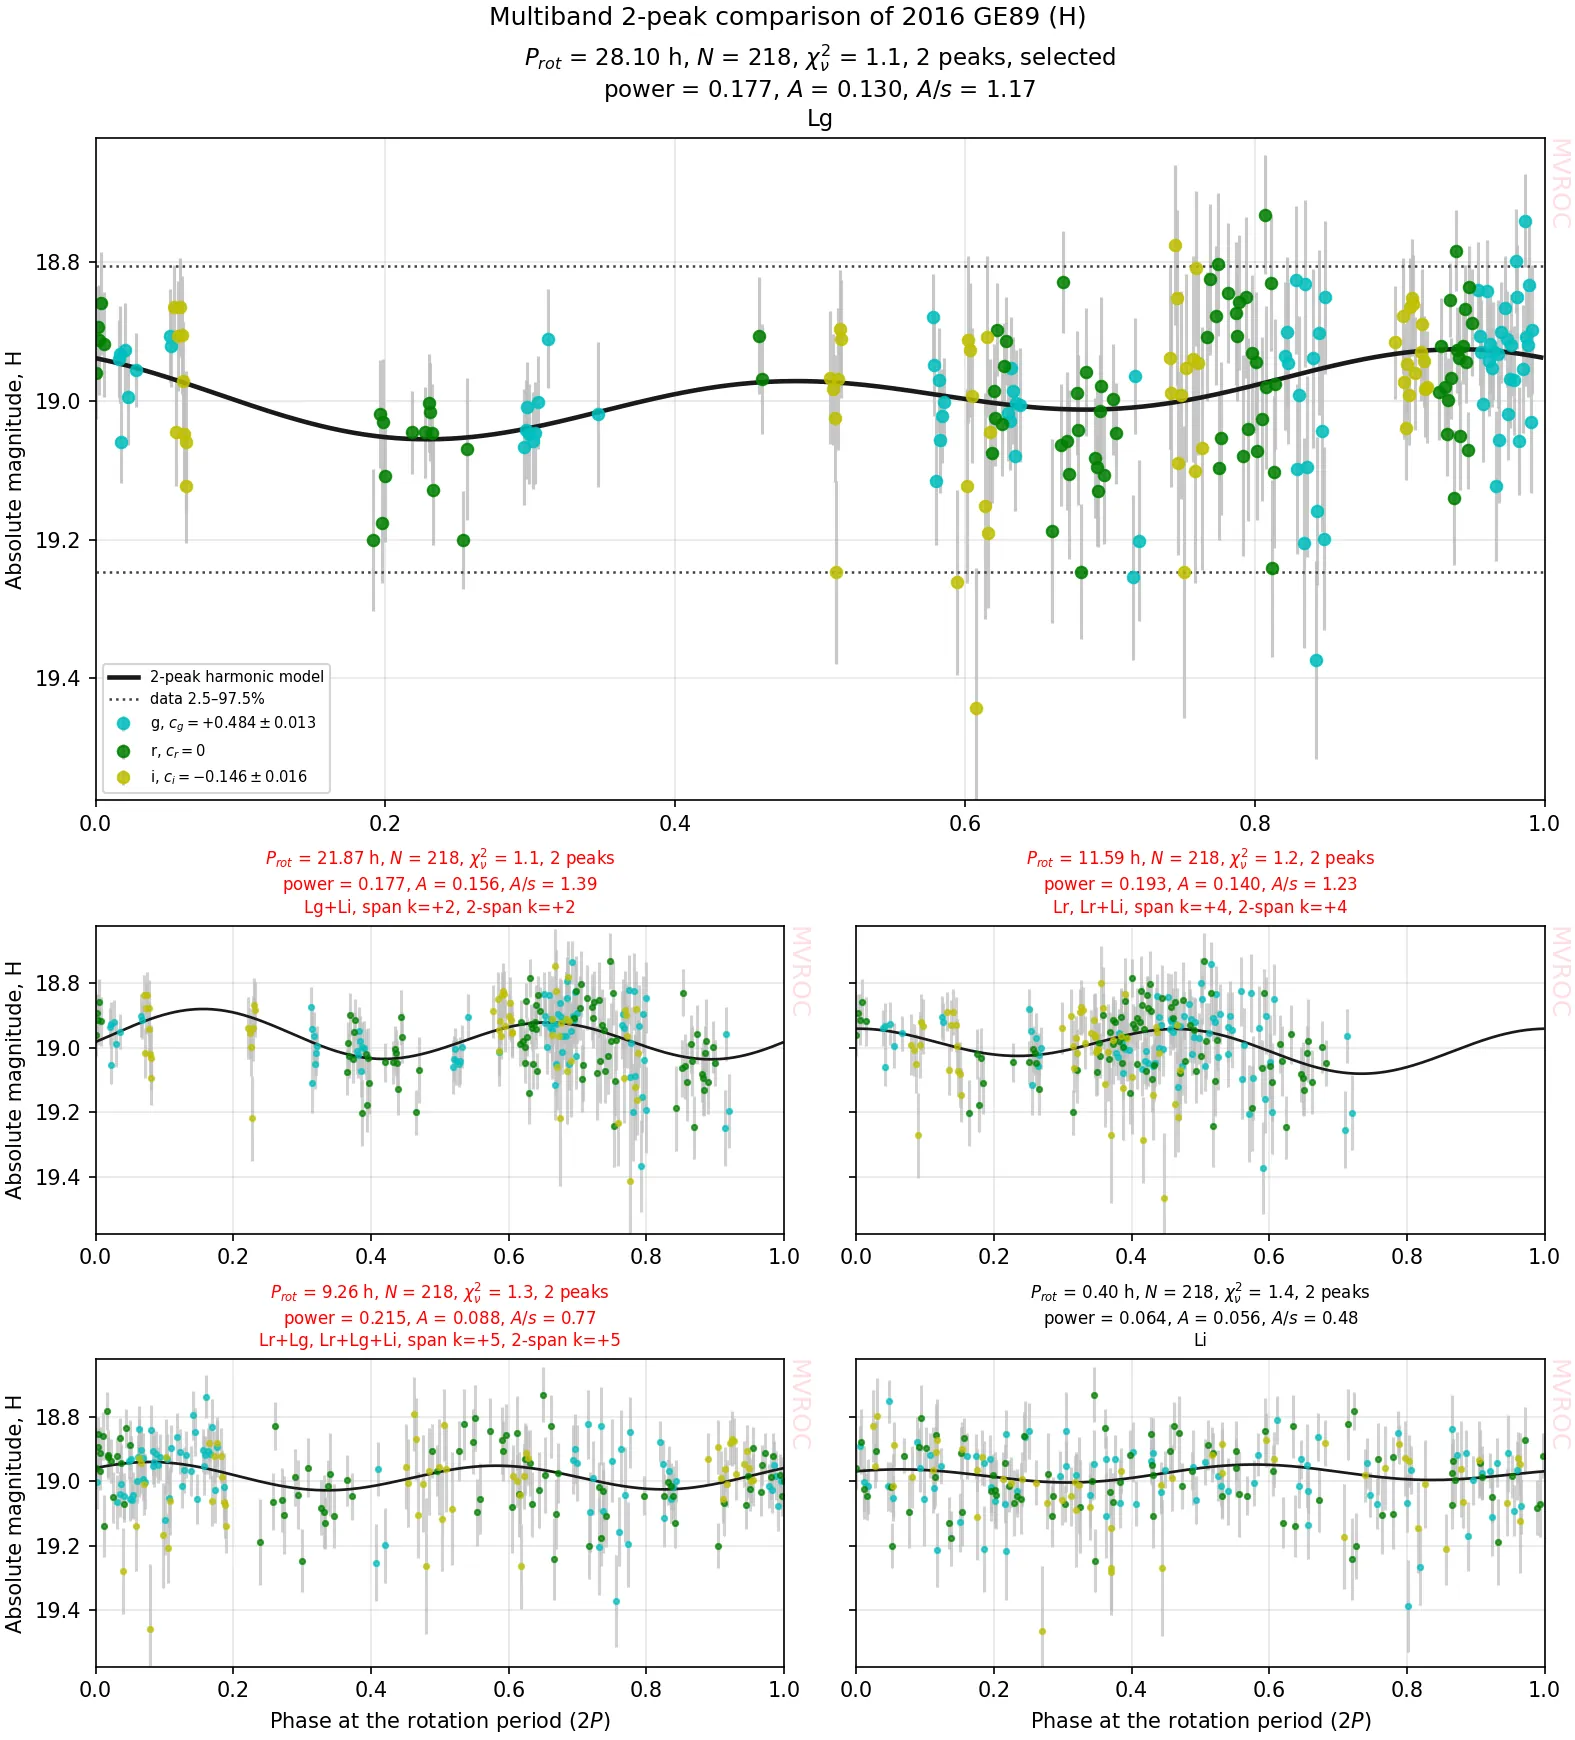 Multiband 2-peak comparison of 2016 GE89 (H)
P_rot = 28.10 h, N = 218, χ²_ν = 1.1, 2 peaks, selected
power = 0.177, A = 0.130, A/s = 1.17
Lg
MVROC
Absolute magnitude, H
18.8
19.0
19.2
19.4
2-peak harmonic model
data 2.5–97.5%
g, c_g = +0.484 ± 0.013
r, c_r = 0
i, c_i = −0.146 ± 0.016
0.0 0.2 0.4 0.6 0.8 1.0
P_rot = 21.87 h, N = 218, χ²_ν = 1.1, 2 peaks
power = 0.177, A = 0.156, A/s = 1.39
Lg+Li, span k=+2, 2-span k=+2
MVROC
Absolute magnitude, H
18.8
19.0
19.2
19.4
0.0 0.2 0.4 0.6 0.8 1.0
P_rot = 11.59 h, N = 218, χ²_ν = 1.2, 2 peaks
power = 0.193, A = 0.140, A/s = 1.23
Lr, Lr+Li, span k=+4, 2-span k=+4
MVROC
0.0 0.2 0.4 0.6 0.8 1.0
P_rot = 9.26 h, N = 218, χ²_ν = 1.3, 2 peaks
power = 0.215, A = 0.088, A/s = 0.77
Lr+Lg, Lr+Lg+Li, span k=+5, 2-span k=+5
MVROC
Absolute magnitude, H
18.8
19.0
19.2
19.4
0.0 0.2 0.4 0.6 0.8 1.0
Phase at the rotation period (2P)
P_rot = 0.40 h, N = 218, χ²_ν = 1.4, 2 peaks
power = 0.064, A = 0.056, A/s = 0.48
Li
MVROC
0.0 0.2 0.4 0.6 0.8 1.0
Phase at the rotation period (2P)